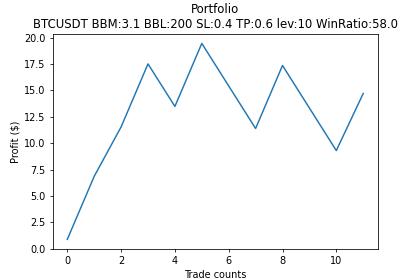 Portfolio
BTCUSDT BBM:3.1 BBL:200 SL:0.4 TP:0.6 lev:10 WinRatio:58.0
20.0
17.5
15.0
12.5
10.0
7.5
5.0
2.5
0.0
Profit ($)
0 2 4 6 8 10
Trade counts